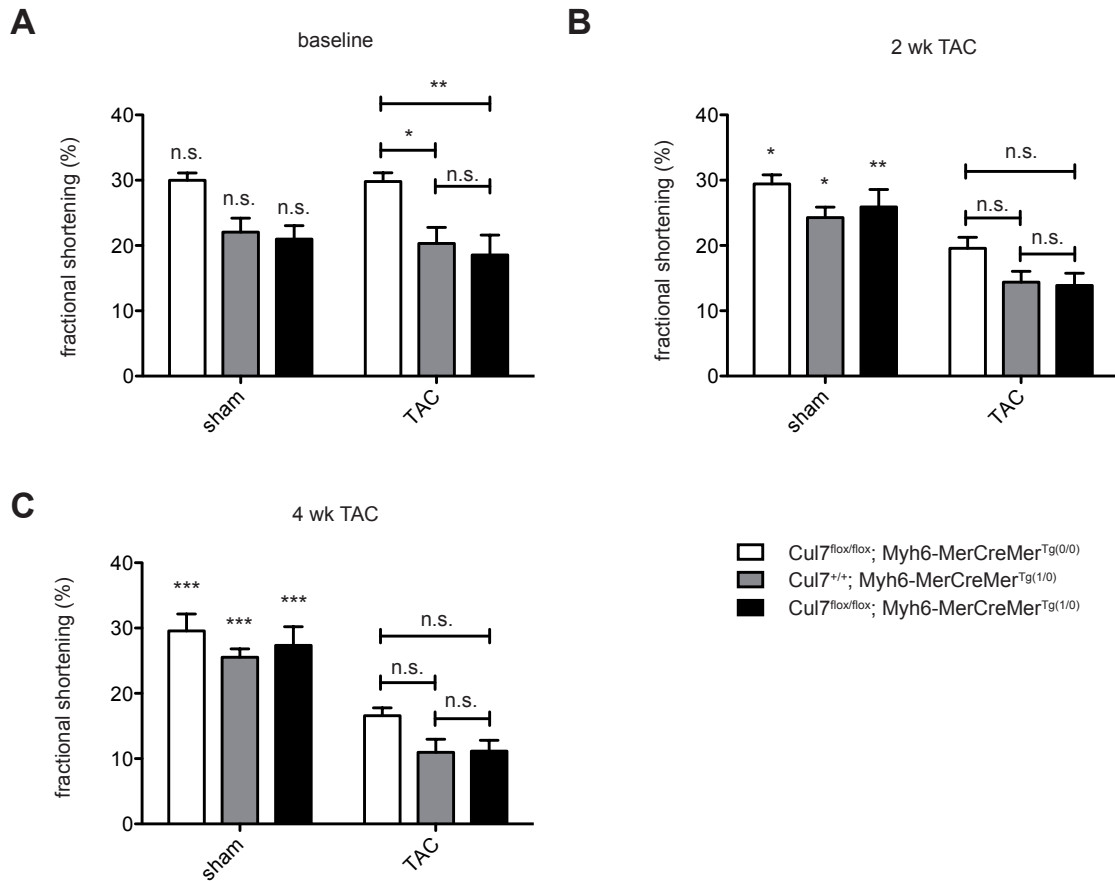 A
baseline
fractional shortening (%)
40
30
20
10
0
n.s.
n.s.
n.s.
**
*
n.s.
sham
TAC
B
2 wk TAC
fractional shortening (%)
40
30
20
10
0
*
*
**
n.s.
n.s.
n.s.
sham
TAC
C
4 wk TAC
fractional shortening (%)
40
30
20
10
0
***
***
***
n.s.
n.s.
n.s.
sham
TAC
Cul7flox/flox; Myh6-MerCreMerTg(0/0)
Cul7+/+; Myh6-MerCreMerTg(1/0)
Cul7flox/flox; Myh6-MerCreMerTg(1/0)